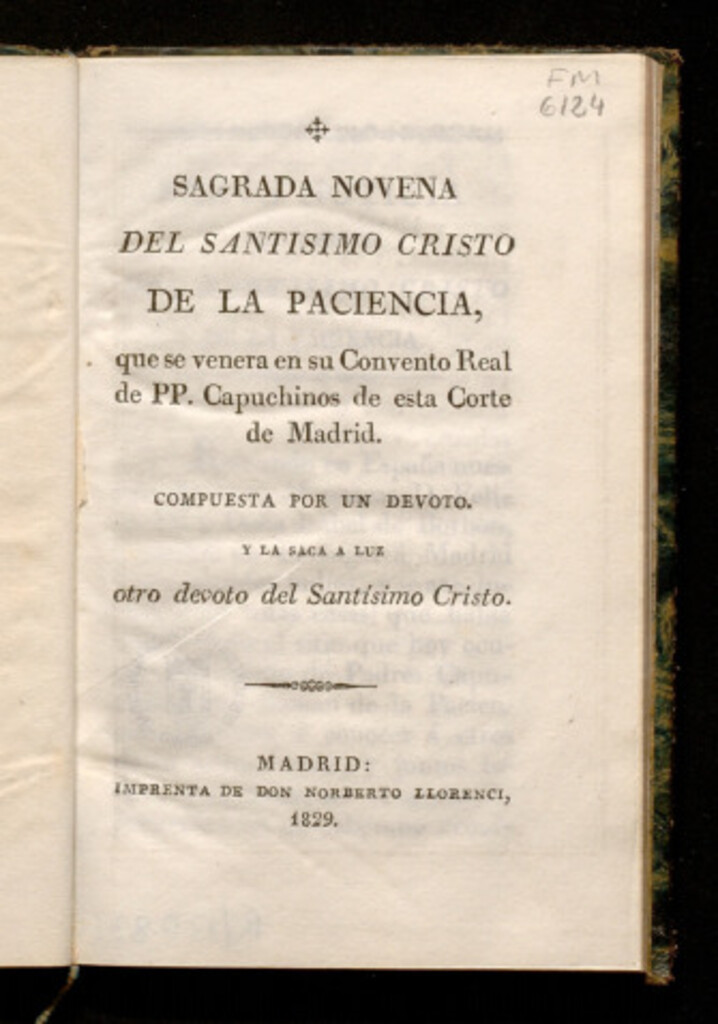 FM
6124
SAGRADA NOVENA
DEL SANTISIMO CRISTO
DE LA PACIENCIA,
que se venera en su Convento Real
de PP. Capuchinos de esta Corte
de Madrid.
COMPUESTA POR UN DEVOTO.
Y LA SACA A LUZ
otro devoto del Santísimo Cristo.
MADRID:
IMPRENTA DE DON NORBERTO LLORENCI,
1829.